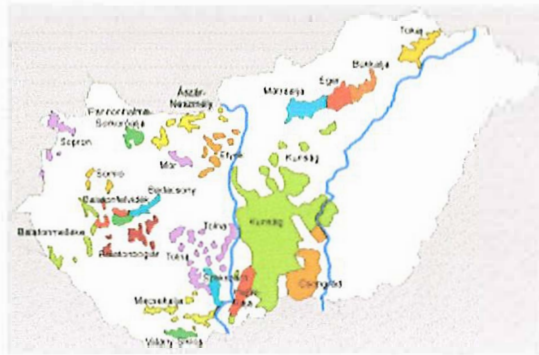 Tokaj
Bükkalja
Eger
Mátraalja
Ászár-
Neszmély
Pannonhalma-
Sokoróalja
Sopron
Mór
Etyek
Kunság
Somló
Badacsony
Balatonfelvidék
Balatonmelléke
Balatonboglár
Tolna
Kunság
Tolna
Szekszárd
Csongrád
Mecsekalja
Villány-Siklós